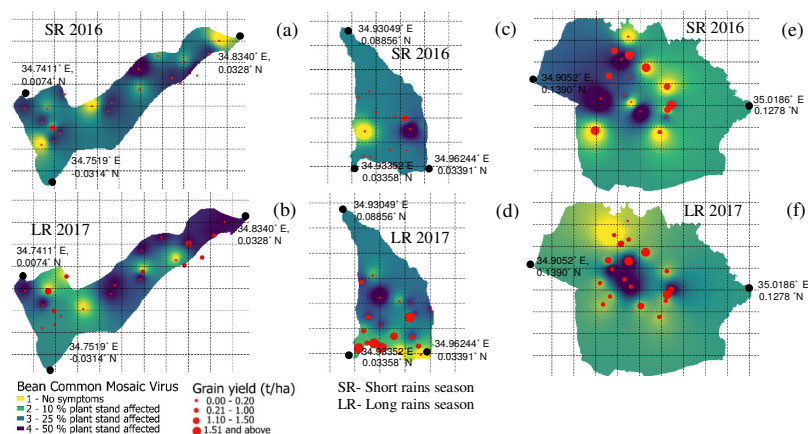 SR 2016
(a)
34.8340° E
0.0328° N
34.7411° E,
0.0074° N
34.7519° E
-0.0314° N
34.93049° E
0.08856° N
SR 2016
(c)
34.93352° E
0.03358° N
34.96244° E
0.03391° N
SR 2016
(e)
34.9052° E,
0.1390° N
35.0186° E
0.1278° N
LR 2017
(b)
34.7411° E,
0.0074° N
34.8340° E
0.0328° N
34.7519° E
-0.0314° N
34.93049° E
0.08856° N
LR 2017
(d)
34.96244° E
0.03391° N
34.93352° E
0.03358° N
LR 2017
(f)
34.9052° E,
0.1390° N
35.0186° E
0.1278° N
Bean Common Mosaic Virus
1 - No symptoms
2 - 10 % plant stand affected
3 - 25 % plant stand affected
4 - 50 % plant stand affected
Grain yield (t/ha)
0.00 - 0.20
0.21 - 1.00
1.10 - 1.50
1.51 and above
SR- Short rains season
LR- Long rains season